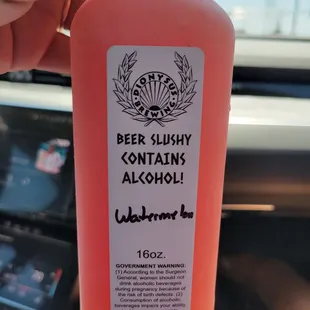 DIONYSUS
BREWING
BEER SLUSHY
CONTAINS
ALCOHOL!
Watermelon
16oz.
GOVERNMENT WARNING:
(1) According to the Surgeon
General, women should not
drink alcoholic beverages
during pregnancy because of
the risk of birth defects. (2)
Consumption of alcoholic
beverages impairs your ability